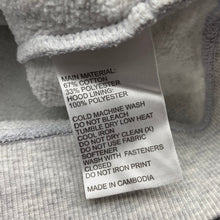 MAIN MATERIAL:
67% COTTON
33% POLYESTER
HOOD LINING:
100% POLYESTER
COLD MACHINE WASH
DO NOT BLEACH
TUMBLE DRY LOW HEAT
COOL IRON
DO NOT DRY CLEAN (X)
DO NOT USE FABRIC
SOFTENER
WASH WITH FASTENERS
CLOSED
DO NOT IRON PRINT
MADE IN CAMBODIA